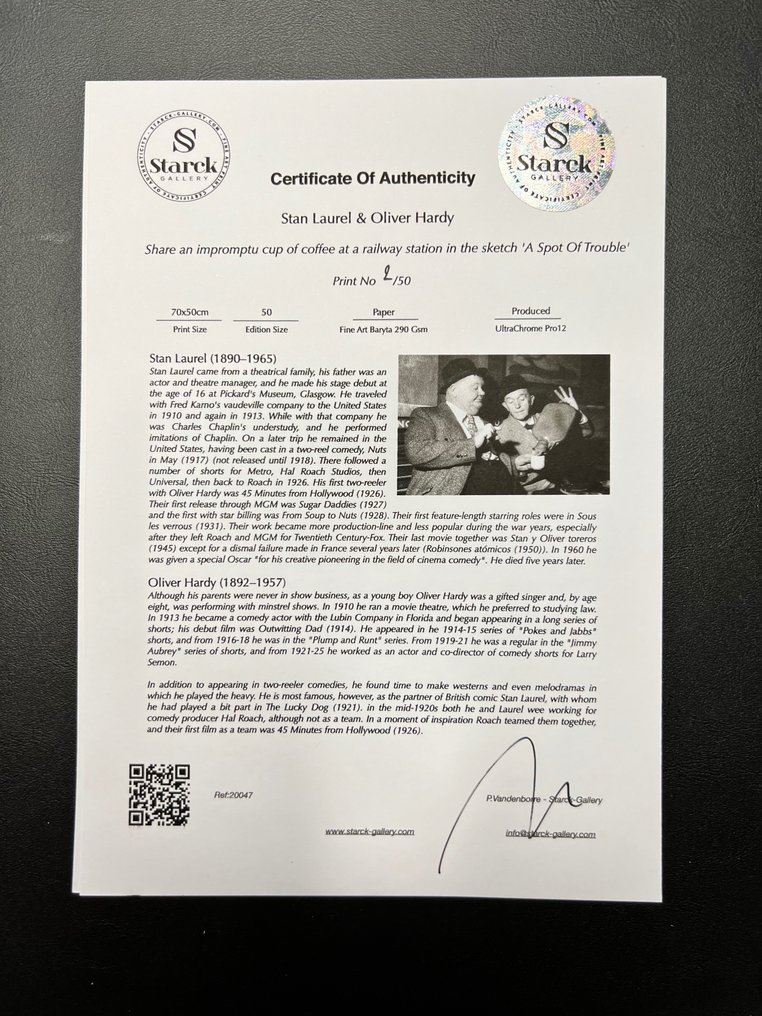 STARCK-GALLERY.COM · FINE ART PRINT · CERTIFICATE OF AUTHENTICITY ·
S
Starck
GALLERY
STARCK-GALLERY.COM · FINE ART PRINT · CERTIFICATE OF AUTHENTICITY ·
S
Starck
GALLERY
Certificate Of Authenticity
Stan Laurel & Oliver Hardy
Share an impromptu cup of coffee at a railway station in the sketch 'A Spot Of Trouble'
Print No 2/50
70x50cm 50 Paper Produced
Print Size Edition Size Fine Art Baryta 290 Gsm UltraChrome Pro12
Stan Laurel (1890–1965)
Stan Laurel came from a theatrical family, his father was an
actor and theatre manager, and he made his stage debut at
the age of 16 at Pickard's Museum, Glasgow. He traveled
with Fred Karno's vaudeville company to the United States
in 1910 and again in 1913. While with that company he
was Charles Chaplin's understudy, and he performed
imitations of Chaplin. On a later trip he remained in the
United States, having been cast in a two-reel comedy, Nuts
in May (1917) (not released until 1918). There followed a
number of shorts for Metro, Hal Roach Studios, then
Universal, then back to Roach in 1926. His first two-reeler
with Oliver Hardy was 45 Minutes from Hollywood (1926).
Their first release through MGM was Sugar Daddies (1927)
and the first with star billing was From Soup to Nuts (1928). Their first feature-length starring roles were in Sous
les verrous (1931). Their work became more production-line and less popular during the war years, especially
after they left Roach and MGM for Twentieth Century-Fox. Their last movie together was Stan y Oliver toreros
(1945) except for a dismal failure made in France several years later (Robinsones atómicos (1950)). In 1960 he
was given a special Oscar "for his creative pioneering in the field of cinema comedy". He died five years later.
Oliver Hardy (1892–1957)
Although his parents were never in show business, as a young boy Oliver Hardy was a gifted singer and, by age
eight, was performing with minstrel shows. In 1910 he ran a movie theatre, which he preferred to studying law.
In 1913 he became a comedy actor with the Lubin Company in Florida and began appearing in a long series of
shorts; his debut film was Outwitting Dad (1914). He appeared in he 1914-15 series of "Pokes and Jabbs"
shorts, and from 1916-18 he was in the "Plump and Runt" series. From 1919-21 he was a regular in the "Jimmy
Aubrey" series of shorts, and from 1921-25 he worked as an actor and co-director of comedy shorts for Larry
Semon.
In addition to appearing in two-reeler comedies, he found time to make westerns and even melodramas in
which he played the heavy. He is most famous, however, as the partner of British comic Stan Laurel, with whom
he had played a bit part in The Lucky Dog (1921). in the mid-1920s both he and Laurel wee working for
comedy producer Hal Roach, although not as a team. In a moment of inspiration Roach teamed them together,
and their first film as a team was 45 Minutes from Hollywood (1926).
Ref:20047
P.Vandenborre - Starck-Gallery
www.starck-gallery.com
info@starck-gallery.com